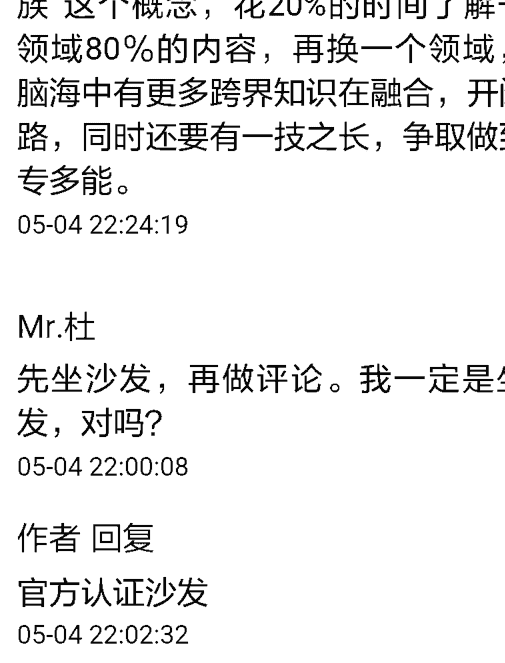 族"这个概念，花20%的时间了解
领域80%的内容，再换一个领域，
脑海中有更多跨界知识在融合，开
路，同时还要有一技之长，争取做
专多能。
05-04 22:24:19
Mr.杜
先坐沙发，再做评论。我一定是
发，对吗?
05-04 22:00:08
作者 回复
官方认证沙发
05-04 22:02:32